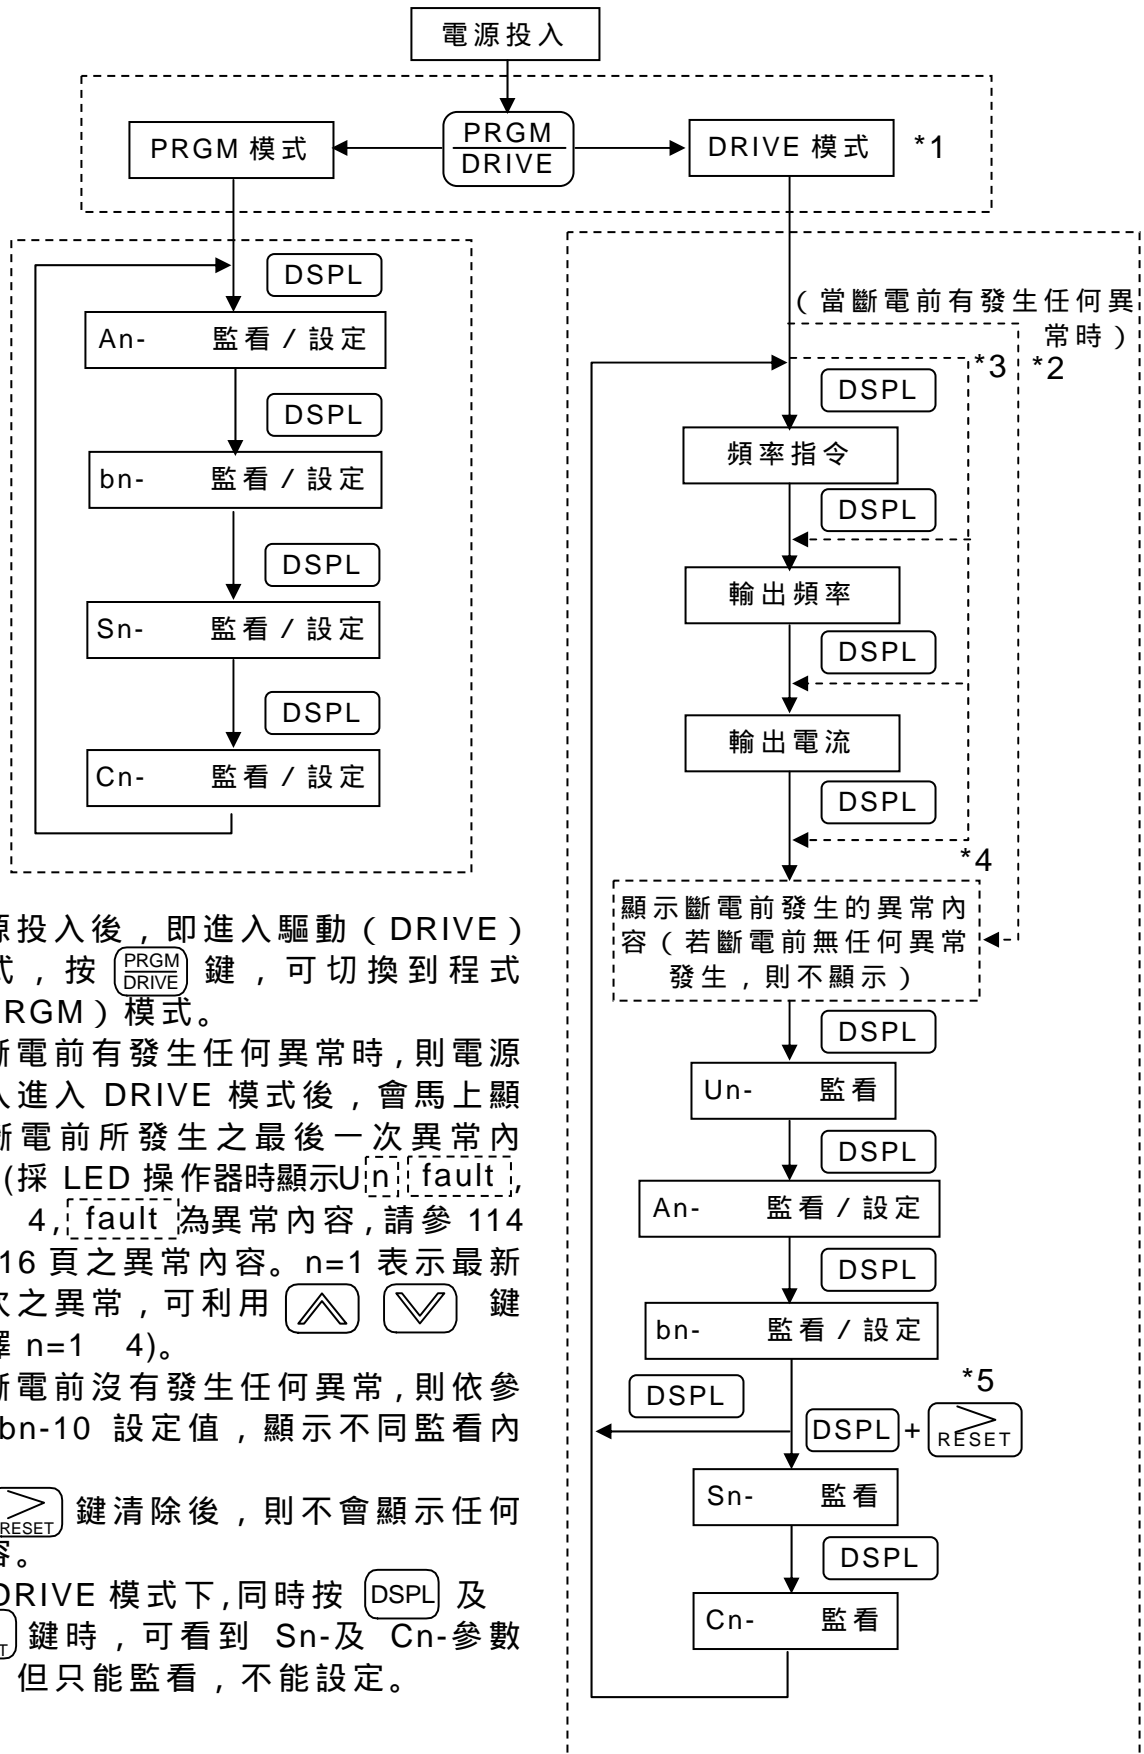 電源投入
PRGM 模式
PRGM
DRIVE
DRIVE 模式
*1
DSPL
An- 監看/設定
DSPL
bn- 監看/設定
DSPL
Sn- 監看/設定
DSPL
Cn- 監看/設定
(當斷電前有發生任何異
常時)
*3
*2
DSPL
頻率指令
DSPL
輸出頻率
DSPL
輸出電流
DSPL
*4
顯示斷電前發生的異常內
容(若斷電前無任何異常
發生,則不顯示)
DSPL
Un- 監看
DSPL
An- 監看/設定
DSPL
bn- 監看/設定
DSPL
*5
DSPL + RESET
Sn- 監看
DSPL
Cn- 監看
投入後,即進入驅動(DRIVE)
,按 PRGM DRIVE 鍵,可切換到程式
RGM)模式。
電前有發生任何異常時,則電源
進入 DRIVE 模式後,會馬上顯
電前所發生之最後一次異常內
(採 LED 操作器時顯示Un fault,
4, fault 為異常內容,請參 114
16 頁之異常內容。n=1 表示最新
之異常,可利用 鍵
n=1 4)。
電前沒有發生任何異常,則依參
bn-10 設定值,顯示不同監看內
RESET 鍵清除後,則不會顯示任何
。
DRIVE 模式下,同時按 DSPL 及
鍵時,可看到 Sn-及 Cn-參數
但只能監看,不能設定。